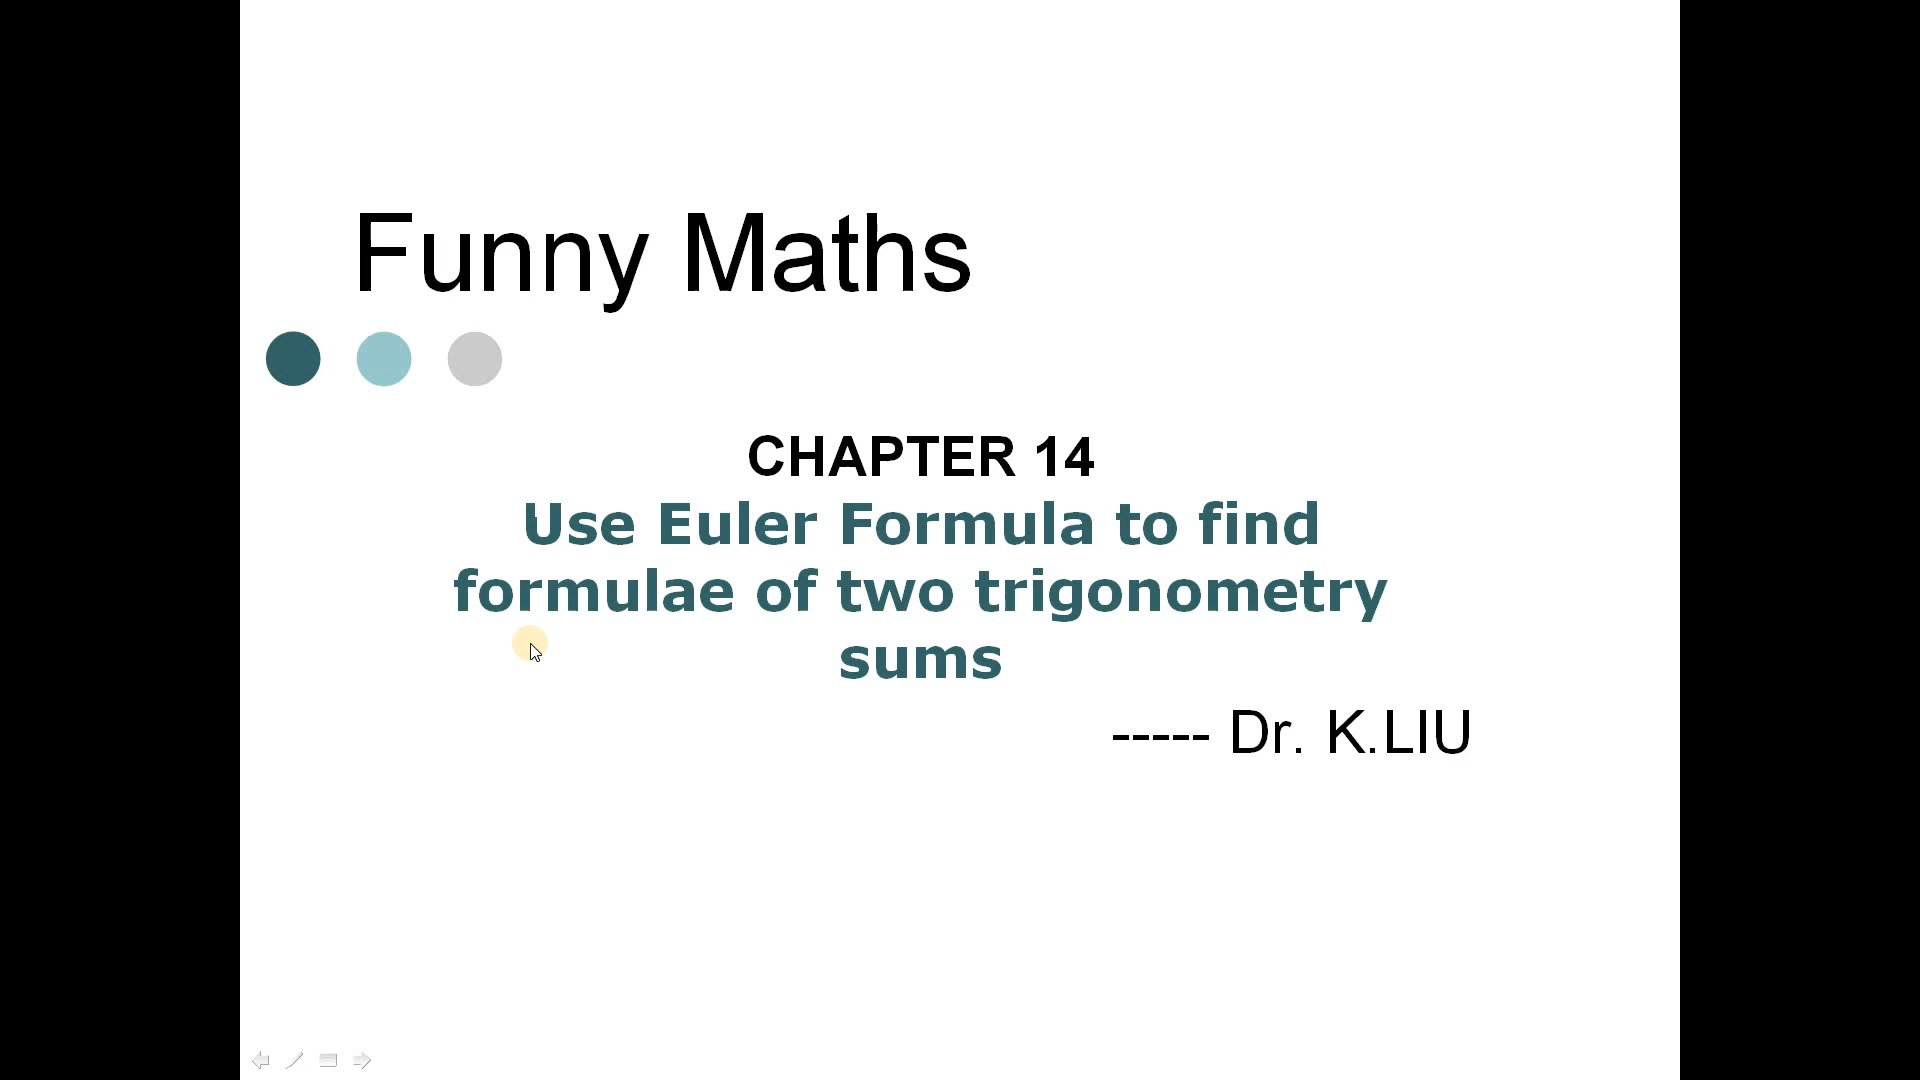 Funny Maths
CHAPTER 14
Use Euler Formula to find
formulae of two trigonometry
sums
----- Dr. K.LIU